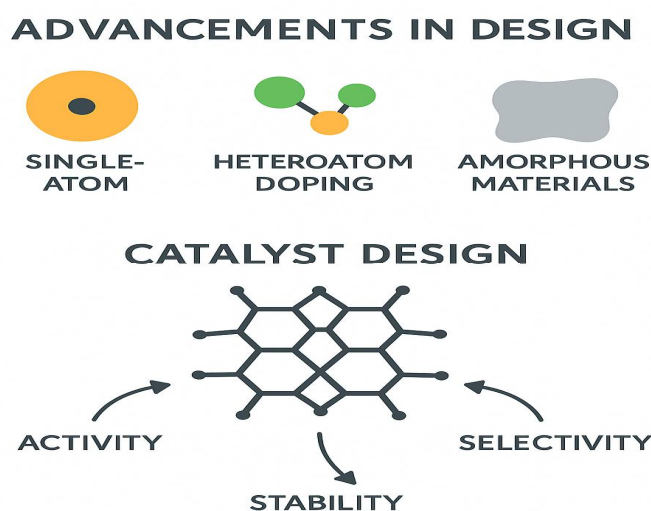 ADVANCEMENTS IN DESIGN
SINGLE-
ATOM
HETEROATOM
DOPING
AMORPHOUS
MATERIALS
CATALYST DESIGN
ACTIVITY
SELECTIVITY
STABILITY